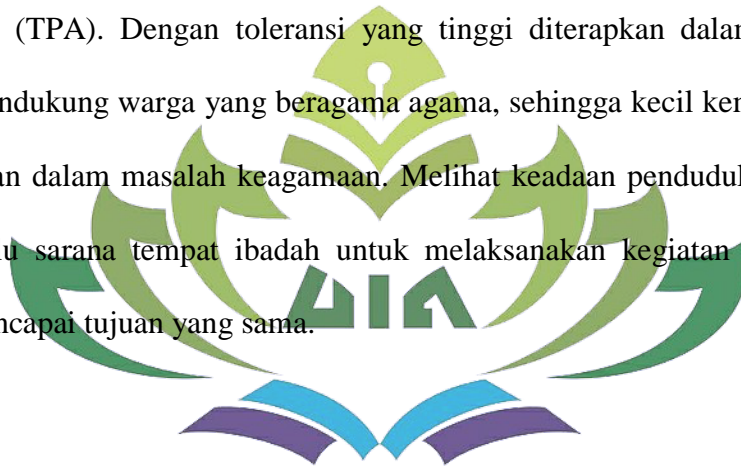 (TPA). Dengan toleransi yang tinggi diterapkan dalam
ndukung warga yang beragama agama, sehingga kecil ken
n dalam masalah keagamaan. Melihat keadaan penduduk
u sarana tempat ibadah untuk melaksanakan kegiatan
ncapai tujuan yang sama.
UIN